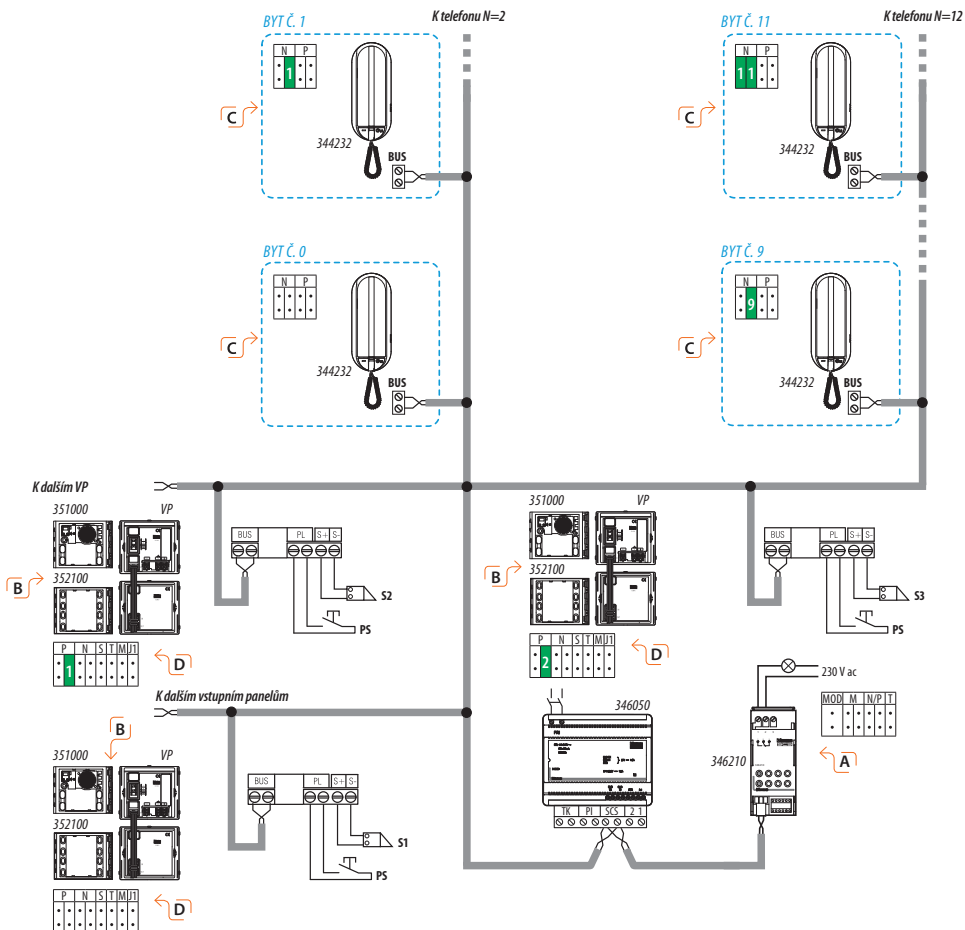 BYT Č. 1
K telefonu N=2
BYT Č. 11
K telefonu N=12
N P
1
C
344232
BUS
N P
1 1
C
344232
BUS
BYT Č. 0
N P
C
344232
BUS
BYT Č. 9
N P
9
C
344232
BUS
K dalším VP
351000 VP
352100
B
P N S T M J1
1
D
BUS PL S+ S-
S2
PS
351000 VP
352100
B
P N S T M J1
2
D
BUS PL S+ S-
S3
PS
K dalším vstupním panelům
B
351000 VP
352100
P N S T M J1
D
BUS PL S+ S-
S1
PS
346050
TK PI SCS 2 1
230 V ac
346210
MOD M N/P T
A